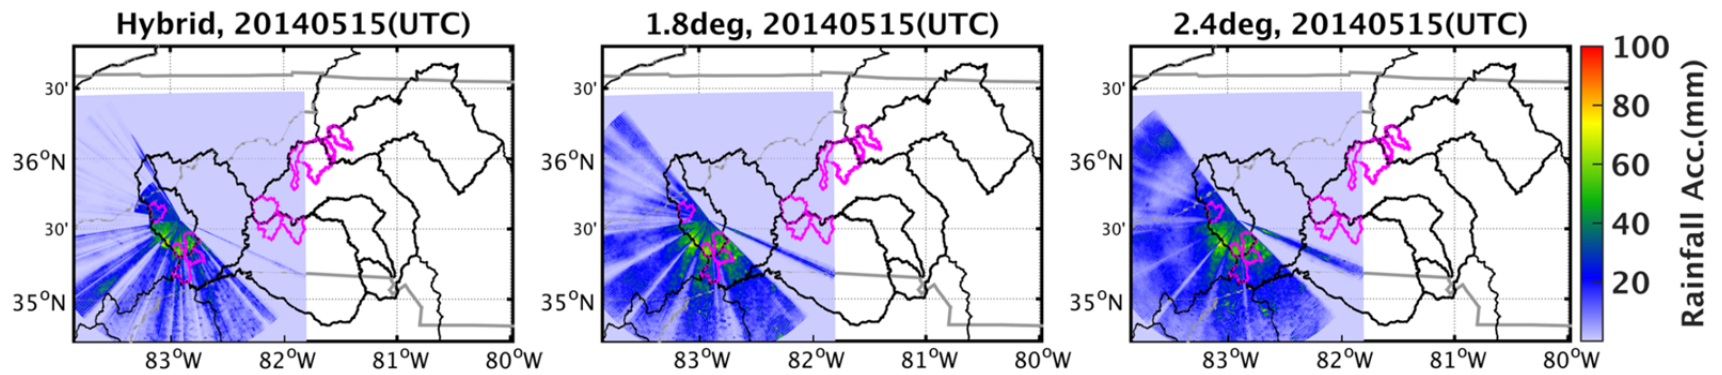 Hybrid, 20140515(UTC)
1.8deg, 20140515(UTC)
2.4deg, 20140515(UTC)
30'
36°N
30'
35°N
83°W 82°W 81°W 80°W
30'
36°N
30'
35°N
83°W 82°W 81°W 80°W
30'
36°N
30'
35°N
83°W 82°W 81°W 80°W
100
80
60
40
20
Rainfall Acc.(mm)